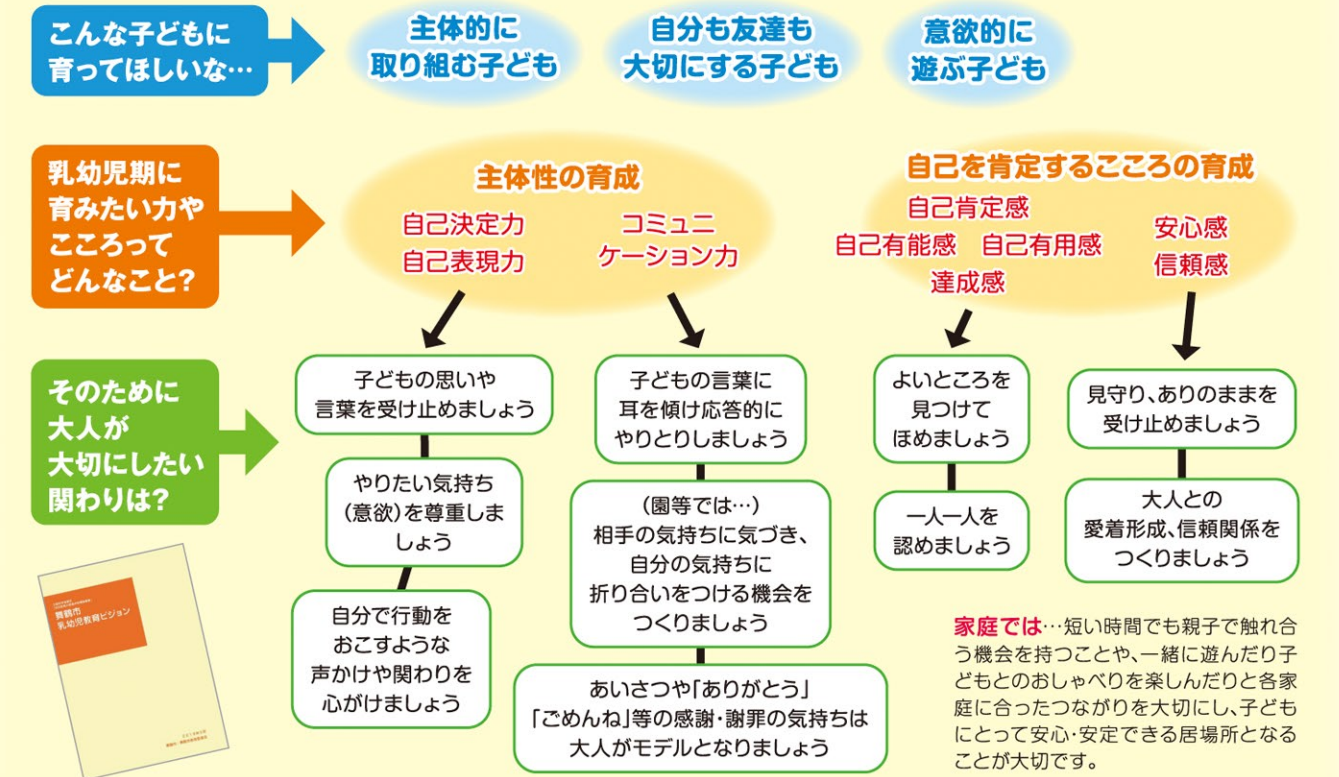 こんな子どもに
育ってほしいな…
主体的に
取り組む子ども
自分も友達も
大切にする子ども
意欲的に
遊ぶ子ども
乳幼児期に
育みたい力や
こころって
どんなこと?
主体性の育成
自己決定力
自己表現力
コミュニ
ケーション力
自己を肯定するこころの育成
自己肯定感
自己有能感 自己有用感
達成感
安心感
信頼感
そのために
大人が
大切にしたい
関わりは?
子どもの思いや
言葉を受け止めましょう
やりたい気持ち
(意欲)を尊重しま
しょう
自分で行動を
おこすような
声かけや関わりを
心がけましょう
子どもの言葉に
耳を傾け応答的に
やりとりしましょう
(園等では…)
相手の気持ちに気づき、
自分の気持ちに
折り合いをつける機会を
つくりましょう
あいさつや「ありがとう」
「ごめんね」等の感謝・謝罪の気持ちは
大人がモデルとなりましょう
よいところを
見つけて
ほめましょう
一人一人を
認めましょう
見守り、ありのままを
受け止めましょう
大人との
愛着形成、信頼関係を
つくりましょう
舞鶴市
乳幼児教育ビジョン
家庭では…短い時間でも親子で触れ合
う機会を持つことや、一緒に遊んだり子
どもとのおしゃべりを楽しんだりと各家
庭に合ったつながりを大切にし、子ども
にとって安心・安定できる居場所となる
ことが大切です。